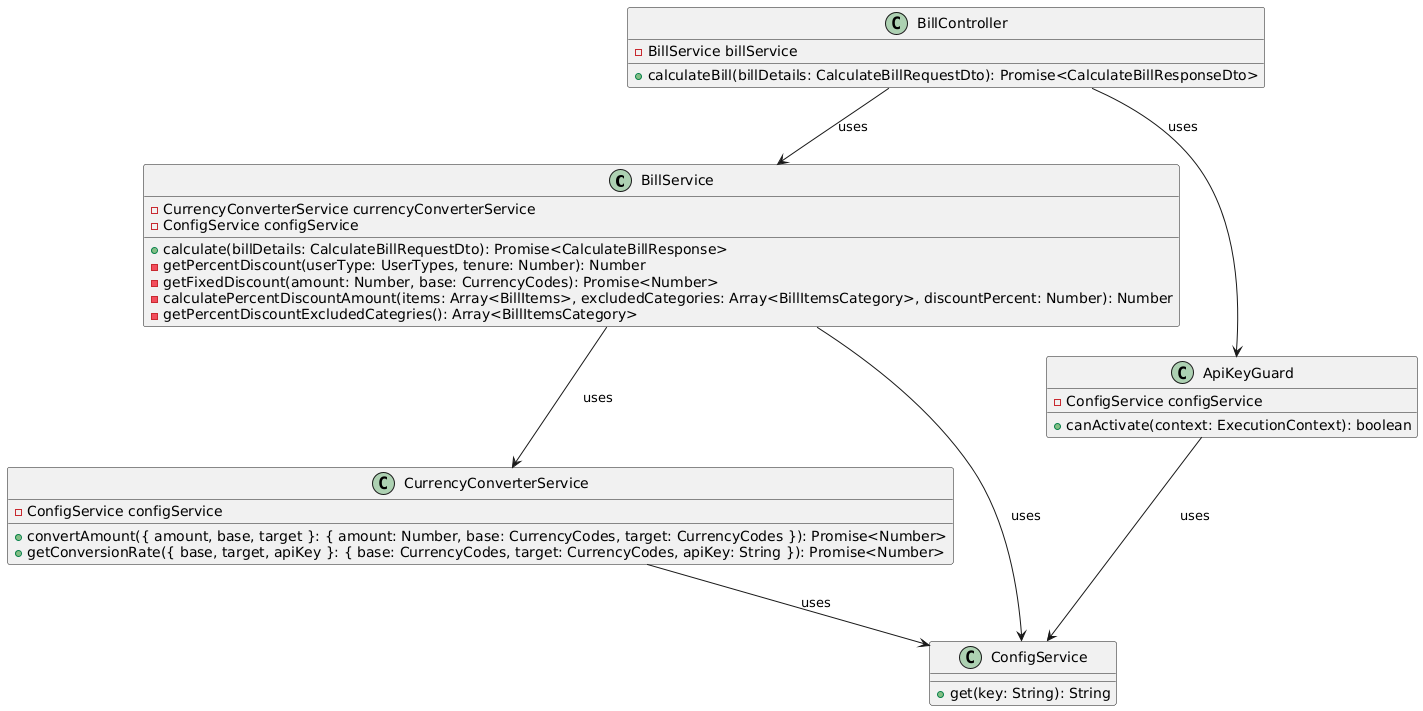 C BillController
BillService billService
calculateBill(billDetails: CalculateBillRequestDto): Promise<CalculateBillResponseDto>
uses
uses
C BillService
CurrencyConverterService currencyConverterService
ConfigService configService
calculate(billDetails: CalculateBillRequestDto): Promise<CalculateBillResponse>
getPercentDiscount(userType: UserTypes, tenure: Number): Number
getFixedDiscount(amount: Number, base: CurrencyCodes): Promise<Number>
calculatePercentDiscountAmount(items: Array<BillItems>, excludedCategories: Array<BillItemsCategory>, discountPercent: Number): Number
getPercentDiscountExcludedCategries(): Array<BillItemsCategory>
C ApiKeyGuard
ConfigService configService
canActivate(context: ExecutionContext): boolean
uses
C CurrencyConverterService
ConfigService configService
convertAmount({ amount, base, target }: { amount: Number, base: CurrencyCodes, target: CurrencyCodes }): Promise<Number>
getConversionRate({ base, target, apiKey }: { base: CurrencyCodes, target: CurrencyCodes, apiKey: String }): Promise<Number>
uses
uses
uses
C ConfigService
get(key: String): String